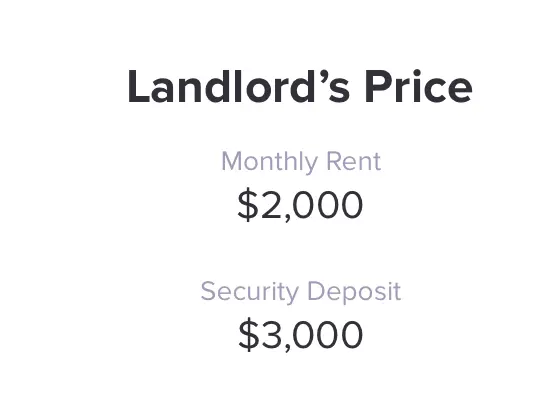 Landlord’s Price
Monthly Rent
$2,000
Security Deposit
$3,000